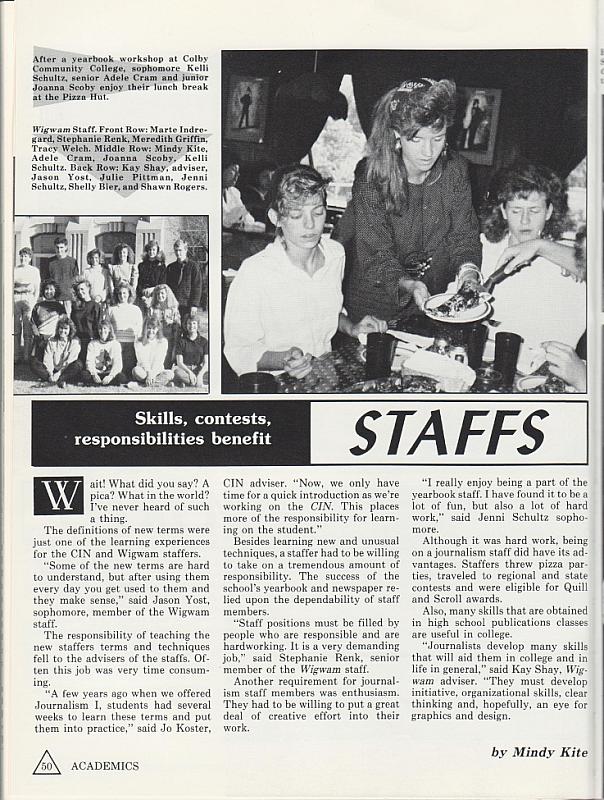 After a yearbook workshop at Colby
Community College, sophomore Kelli
Schultz, senior Adele Cram and junior
Joanna Scoby enjoy their lunch break
at the Pizza Hut.
Wigwam Staff. Front Row: Marte Indre-
gard, Stephanie Renk, Meredith Griffin,
Tracy Welch. Middle Row: Mindy Kite,
Adele Cram, Joanna Scoby, Kelli
Schultz. Back Row: Kay Shay, adviser,
Jason Yost, Julie Pittman, Jenni
Schultz, Shelly Bier, and Shawn Rogers.
Skills, contests,
responsibilities benefit
STAFFS
Wait! What did you say? A
pica? What in the world?
I've never heard of such
a thing.
The definitions of new terms were
just one of the learning experiences
for the CIN and Wigwam staffers.
"Some of the new terms are hard
to understand, but after using them
every day you get used to them and
they make sense," said Jason Yost,
sophomore, member of the Wigwam
staff.
The responsibility of teaching the
new staffers terms and techniques
fell to the advisers of the staffs. Of-
ten this job was very time consum-
ing.
"A few years ago when we offered
Journalism I, students had several
weeks to learn these terms and put
them into practice," said Jo Koster,
CIN adviser. "Now, we only have
time for a quick introduction as we're
working on the CIN. This places
more of the responsibility for learn-
ing on the student."
Besides learning new and unusual
techniques, a staffer had to be willing
to take on a tremendous amount of
responsibility. The success of the
school's yearbook and newspaper re-
lied upon the dependability of staff
members.
"Staff positions must be filled by
people who are responsible and are
hardworking. It is a very demanding
job," said Stephanie Renk, senior
member of the Wigwam staff.
Another requirement for journal-
ism staff members was enthusiasm.
They had to be willing to put a great
deal of creative effort into their
work.
"I really enjoy being a part of the
yearbook staff. I have found it to be a
lot of fun, but also a lot of hard
work," said Jenni Schultz sopho-
more.
Although it was hard work, being
on a journalism staff did have its ad-
vantages. Staffers threw pizza par-
ties, traveled to regional and state
contests and were eligible for Quill
and Scroll awards.
Also, many skills that are obtained
in high school publications classes
are useful in college.
"Journalists develop many skills
that will aid them in college and in
life in general," said Kay Shay, Wig-
wam adviser. "They must develop
initiative, organizational skills, clear
thinking and, hopefully, an eye for
graphics and design.
by Mindy Kite
50 ACADEMICS